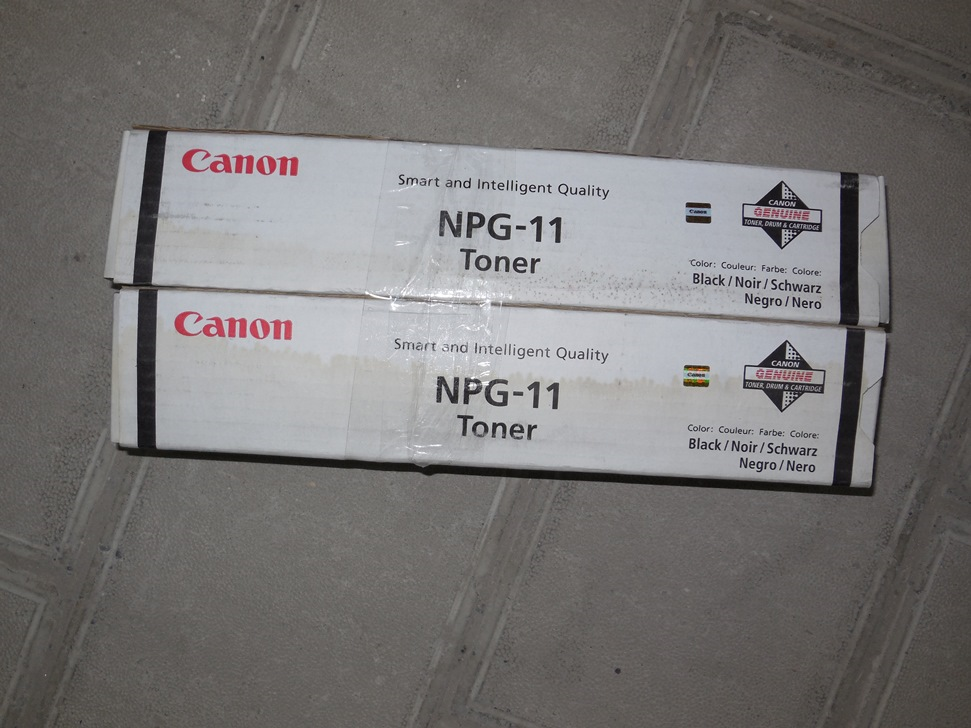 Canon
Smart and Intelligent Quality
NPG-11
Toner
Canon
CANON
GENUINE
TONER, DRUM & CARTRIDGE
Color: Couleur: Farbe: Colore:
Black / Noir / Schwarz
Negro / Nero
Canon
Smart and Intelligent Quality
NPG-11
Toner
Canon
CANON
GENUINE
TONER, DRUM & CARTRIDGE
Color: Couleur: Farbe: Colore:
Black / Noir / Schwarz
Negro / Nero